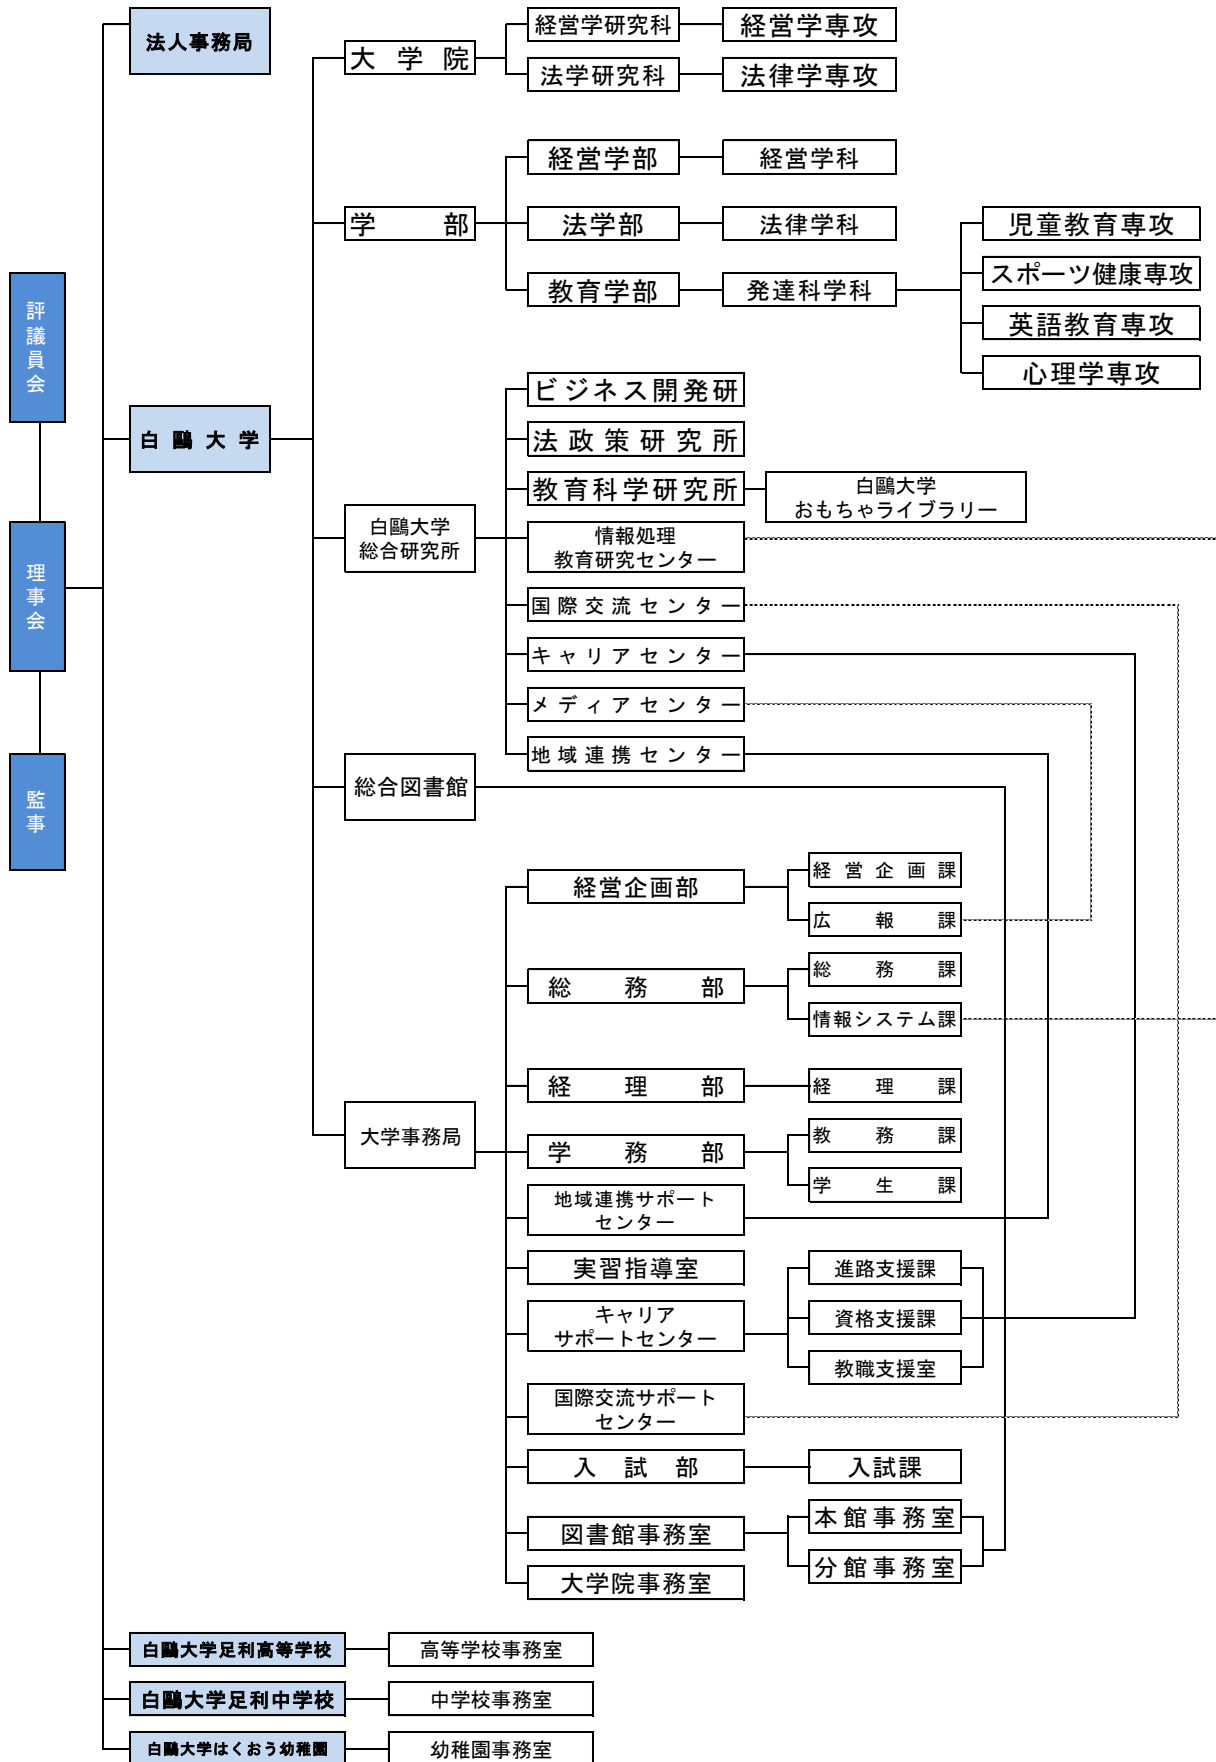 評議員会
理事会
監事
法人事務局
白鷗大学
大学院
経営学研究科
経営学専攻
法学研究科
法律学専攻
学部
経営学部
経営学科
法学部
法律学科
教育学部
発達科学科
児童教育専攻
スポーツ健康専攻
英語教育専攻
心理学専攻
白鷗大学
総合研究所
ビジネス開発研
法政策研究所
教育科学研究所
白鷗大学
おもちゃライブラリー
情報処理
教育研究センター
国際交流センター
キャリアセンター
メディアセンター
地域連携センター
総合図書館
大学事務局
経営企画部
経営企画課
広報課
総務部
総務課
情報システム課
経理部
経理課
学務部
教務課
学生課
地域連携サポート
センター
実習指導室
キャリア
サポートセンター
進路支援課
資格支援課
教職支援室
国際交流サポート
センター
入試部
入試課
図書館事務室
本館事務室
分館事務室
大学院事務室
白鷗大学足利高等学校
高等学校事務室
白鷗大学足利中学校
中学校事務室
白鷗大学はくおう幼稚園
幼稚園事務室